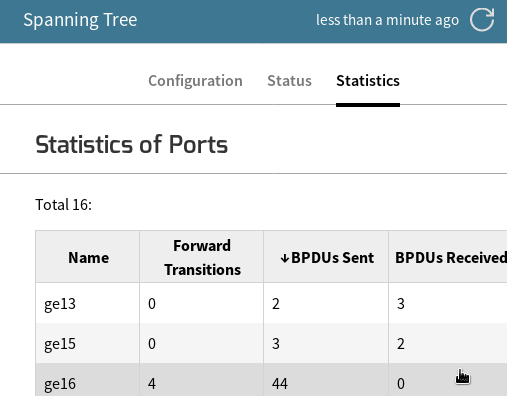 Spanning Tree less than a minute ago
Configuration Status Statistics
Statistics of Ports
Total 16:
Name Forward Transitions ↓BPDUs Sent BPDUs Received
ge13 0 2 3
ge15 0 3 2
ge16 4 44 0